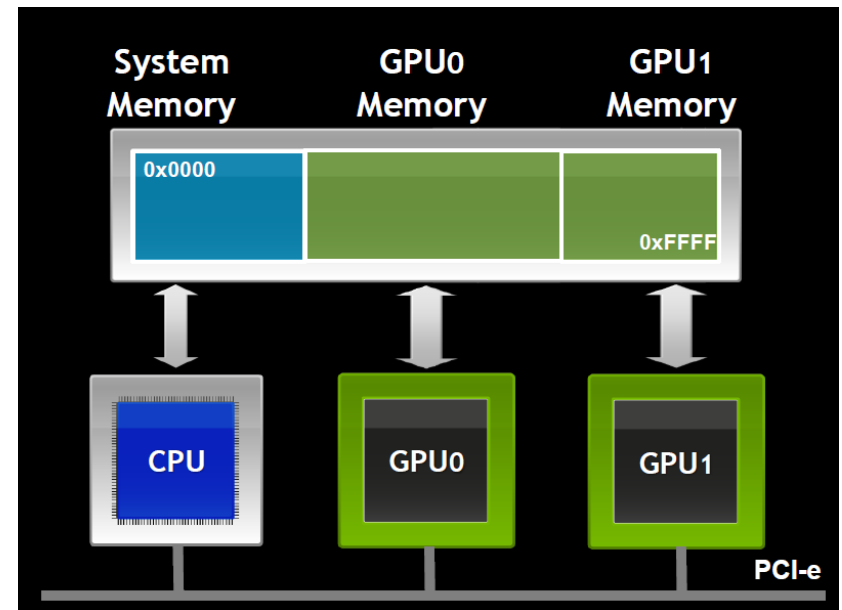 System
Memory
GPU0
Memory
GPU1
Memory
0x0000
0xFFFF
CPU
GPU0
GPU1
PCI-e